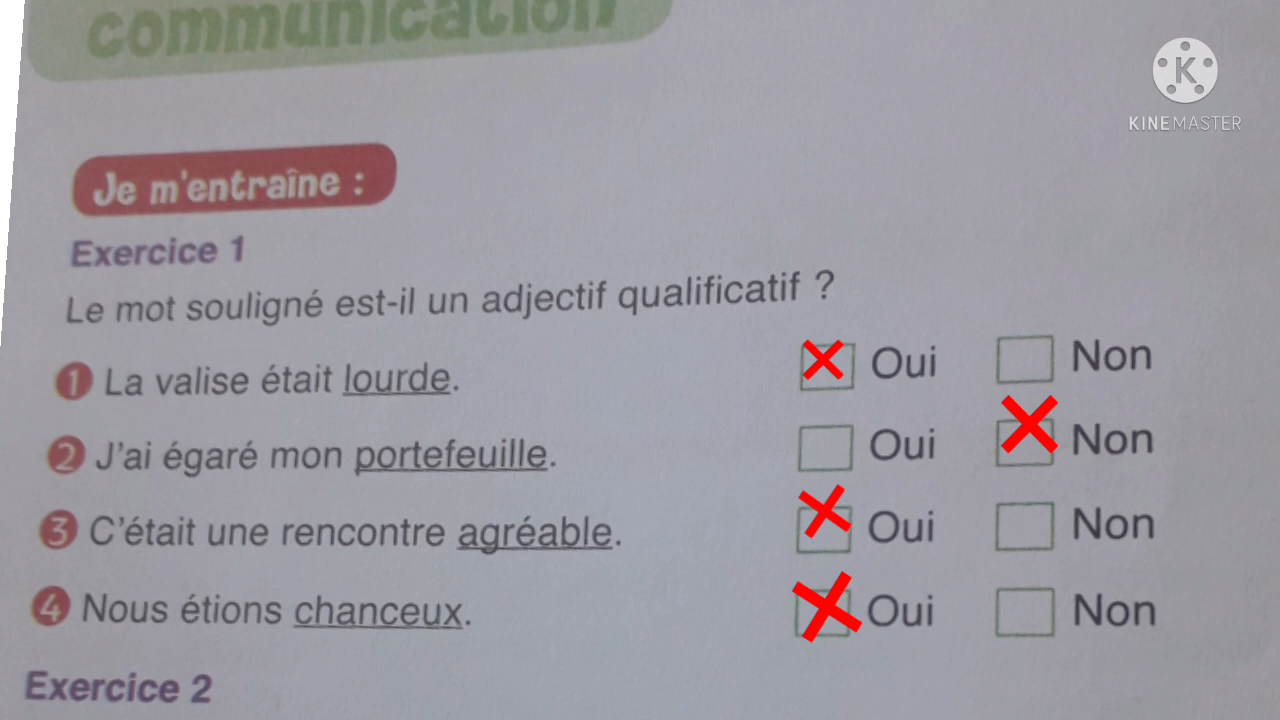 communication
K
KINEMASTER
Je m'entraîne :
Exercice 1
Le mot souligné est-il un adjectif qualificatif ?
1 La valise était lourde. Oui Non
2 J'ai égaré mon portefeuille. Oui Non
3 C'était une rencontre agréable. Oui Non
4 Nous étions chanceux. Oui Non
Exercice 2